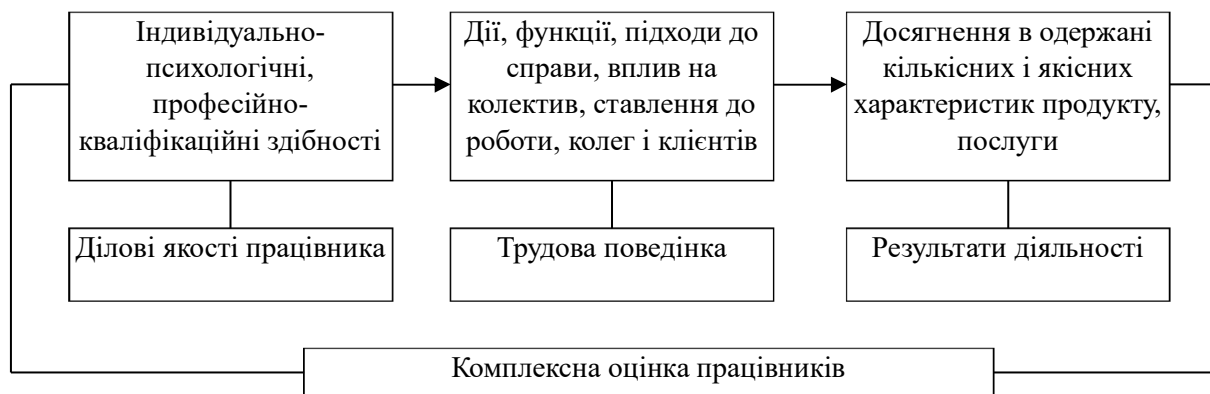 Індивідуально-
психологічні,
професійно-
кваліфікаційні здібності
Дії, функції, підходи до
справи, вплив на
колектив, ставлення до
роботи, колег і клієнтів
Досягнення в одержані
кількісних і якісних
характеристик продукту,
послуги
Ділові якості працівника
Трудова поведінка
Результати діяльності
Комплексна оцінка працівників